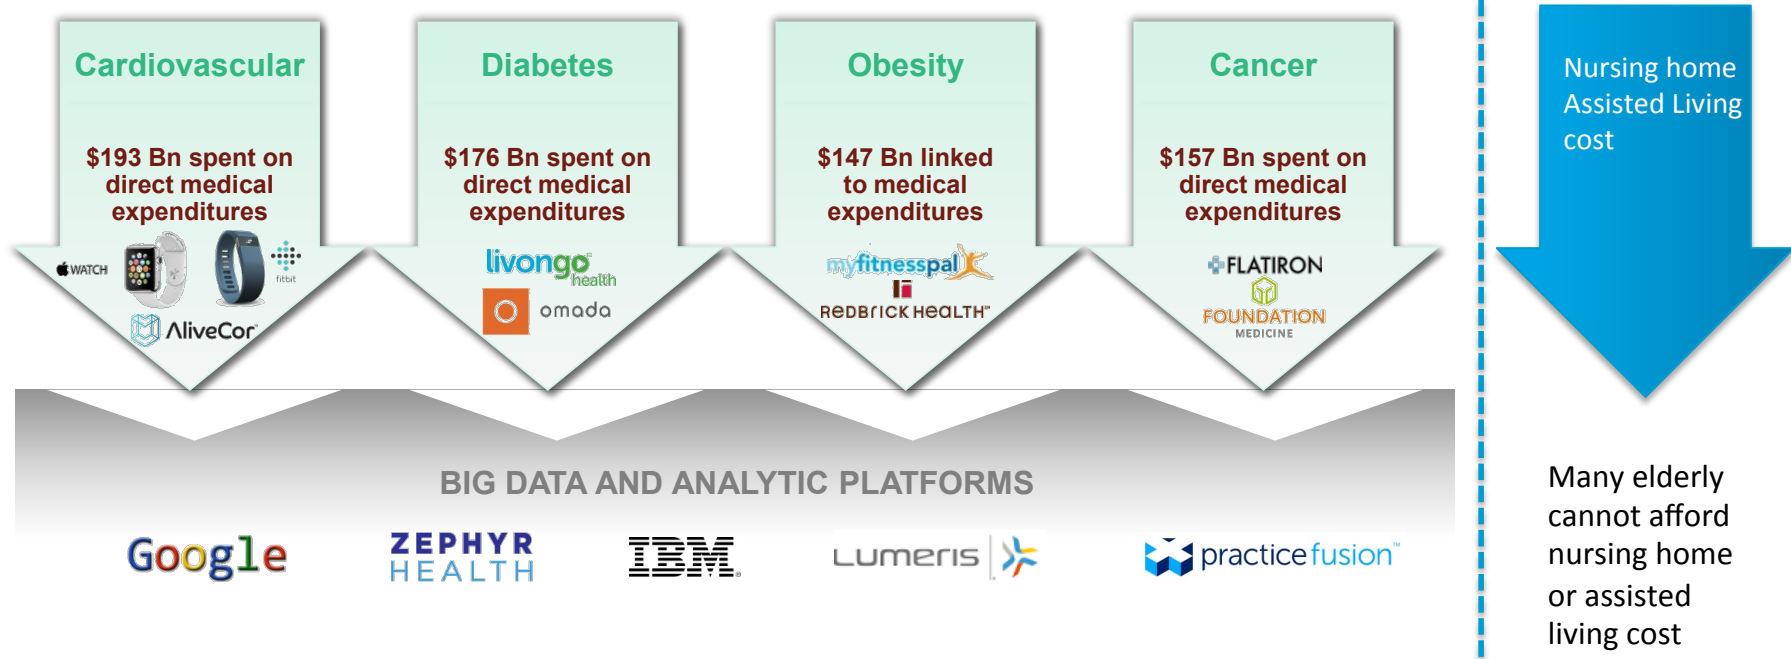 Cardiovascular
$193 Bn spent on
direct medical
expenditures
WATCH
fitbit
AliveCor
Diabetes
$176 Bn spent on
direct medical
expenditures
livongo
health
omada
Obesity
$147 Bn linked
to medical
expenditures
myfitnesspal
REDBRICK HEALTH
Cancer
$157 Bn spent on
direct medical
expenditures
FLATIRON
FOUNDATION
MEDICINE
BIG DATA AND ANALYTIC PLATFORMS
Google
ZEPHYR
HEALTH
IBM
Lumeris
practice fusion™
Nursing home
Assisted Living
cost
Many elderly
cannot afford
nursing home
or assisted
living cost